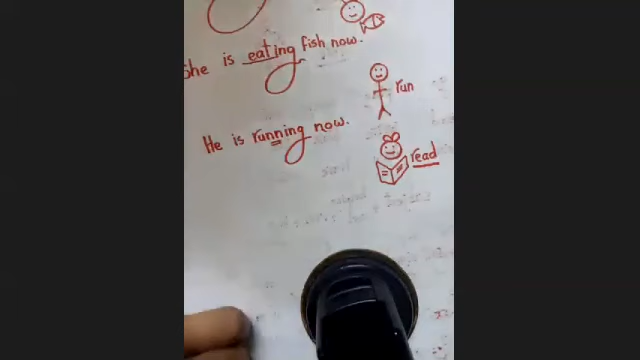 She is eating fish now.
run
He is running now.
read